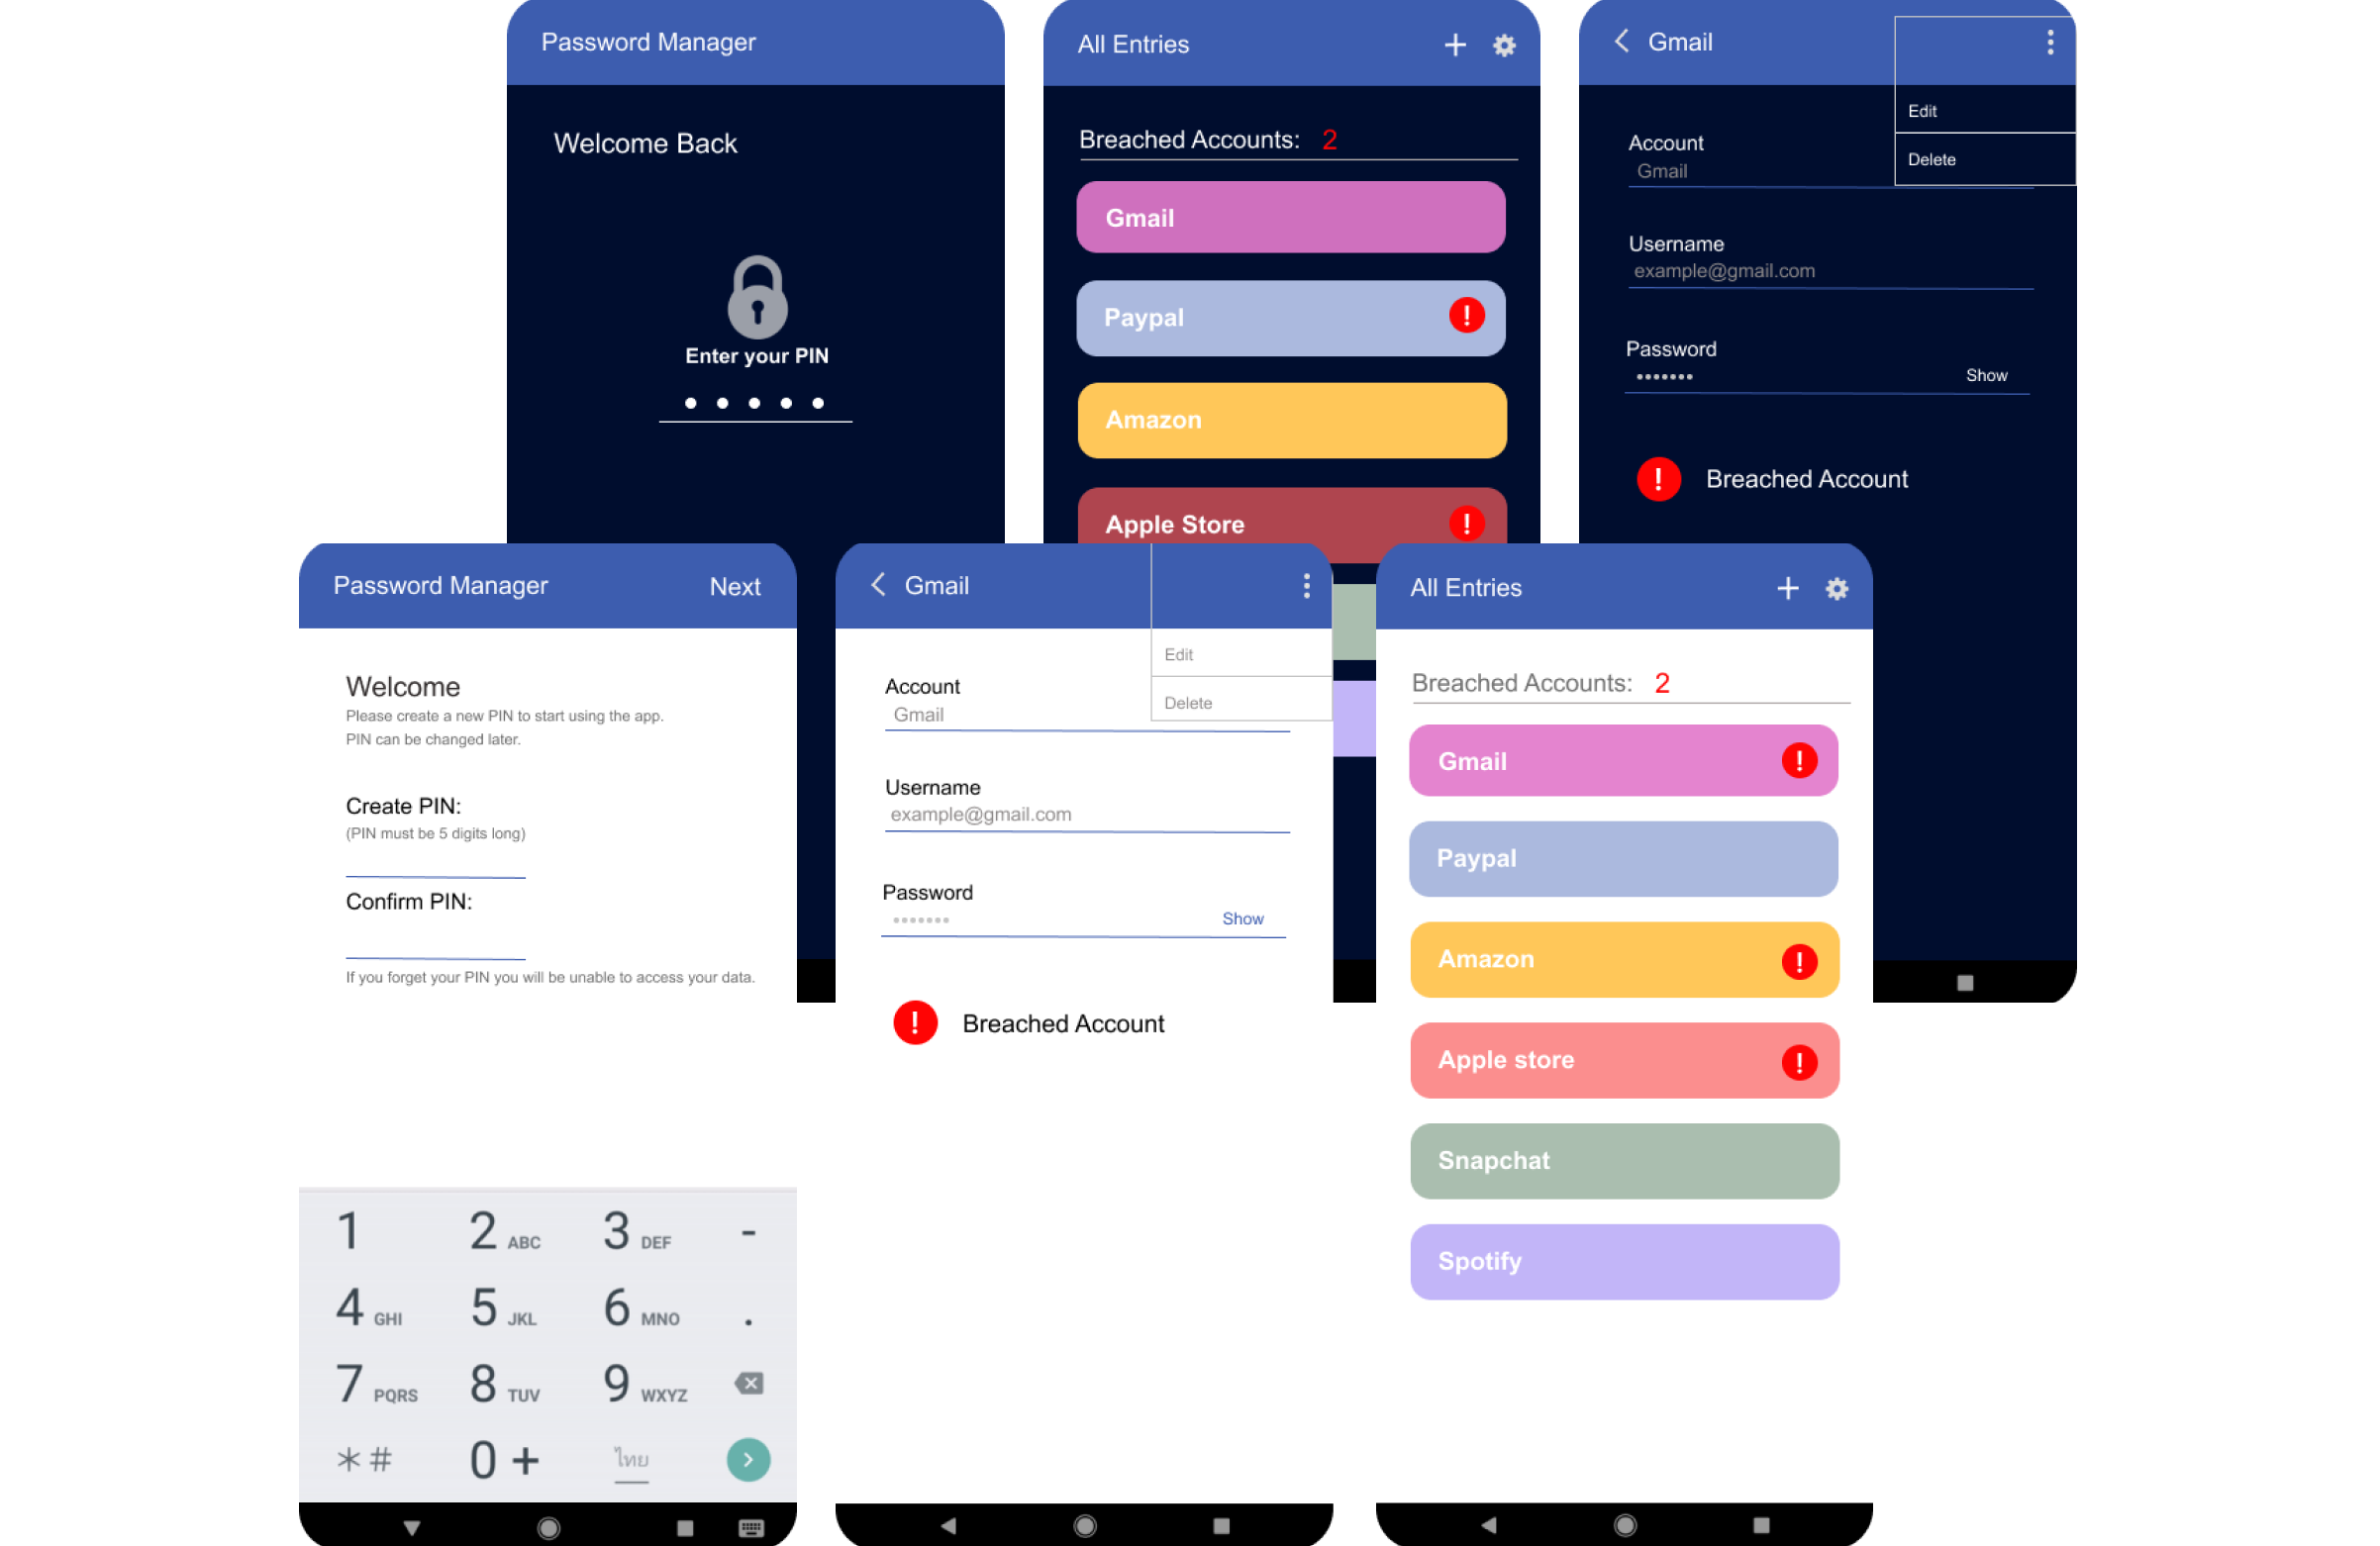 Password Manager
Welcome Back
Enter your PIN
All Entries
Breached Accounts: 2
Gmail
Paypal
!
Amazon
Apple Store
!
Gmail
Edit
Delete
Account
Gmail
Username
example@gmail.com
Password
Show
! Breached Account
Password Manager Next
Welcome
Please create a new PIN to start using the app.
PIN can be changed later.
Create PIN:
(PIN must be 5 digits long)
Confirm PIN:
If you forget your PIN you will be unable to access your data.
1 2 ABC 3 DEF -
4 GHI 5 JKL 6 MNO .
7 PQRS 8 TUV 9 WXYZ
*# 0 + ไทย
Gmail
Edit
Delete
Account
Gmail
Username
example@gmail.com
Password
Show
! Breached Account
All Entries
Breached Accounts: 2
Gmail !
Paypal
Amazon !
Apple store !
Snapchat
Spotify